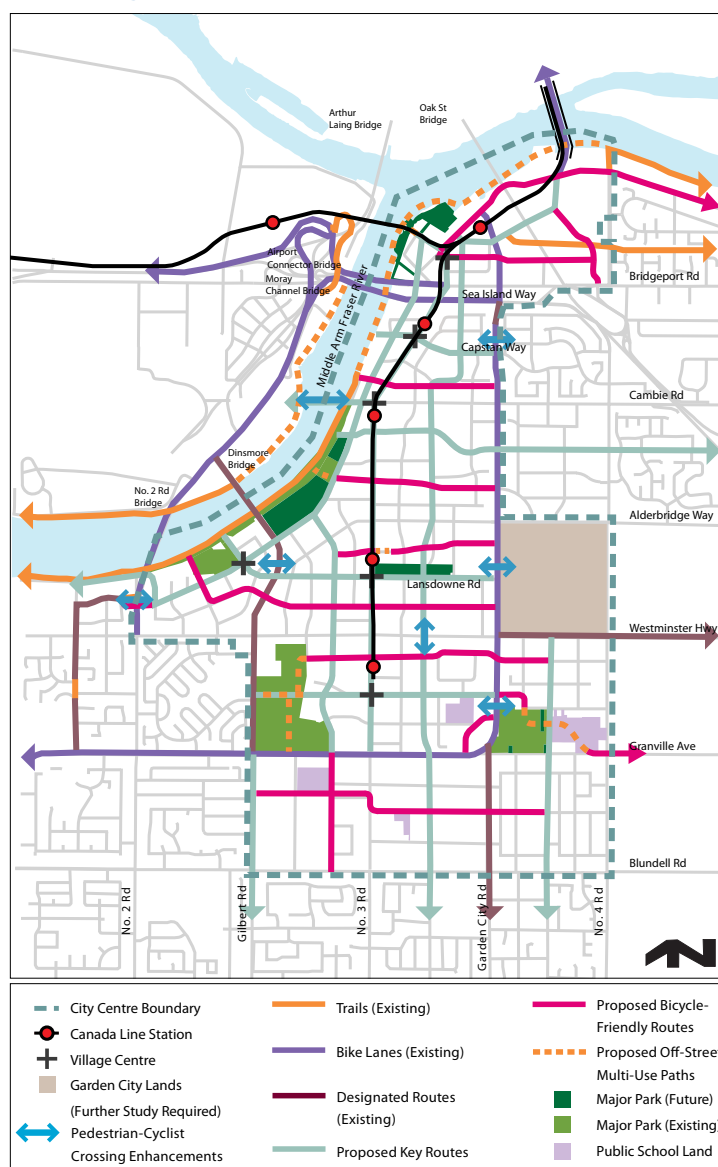 Arthur
Laing Bridge
Oak St
Bridge
Airport
Connector Bridge
Moray
Channel Bridge
Middle Arm Fraser River
Bridgeport Rd
Sea Island Way
Capstan Way
Cambie Rd
Dinsmore
Bridge
No. 2 Rd
Bridge
Alderbridge Way
Lansdowne Rd
Westminster Hwy
Granville Ave
Blundell Rd
No. 2 Rd
Gilbert Rd
No. 3 Rd
Garden City Rd
No. 4 Rd
N
City Centre Boundary
Canada Line Station
Village Centre
Garden City Lands
(Further Study Required)
Pedestrian-Cyclist
Crossing Enhancements
Trails (Existing)
Bike Lanes (Existing)
Designated Routes
(Existing)
Proposed Key Routes
Proposed Bicycle-
Friendly Routes
Proposed Off-Street
Multi-Use Paths
Major Park (Future)
Major Park (Existing)
Public School Land